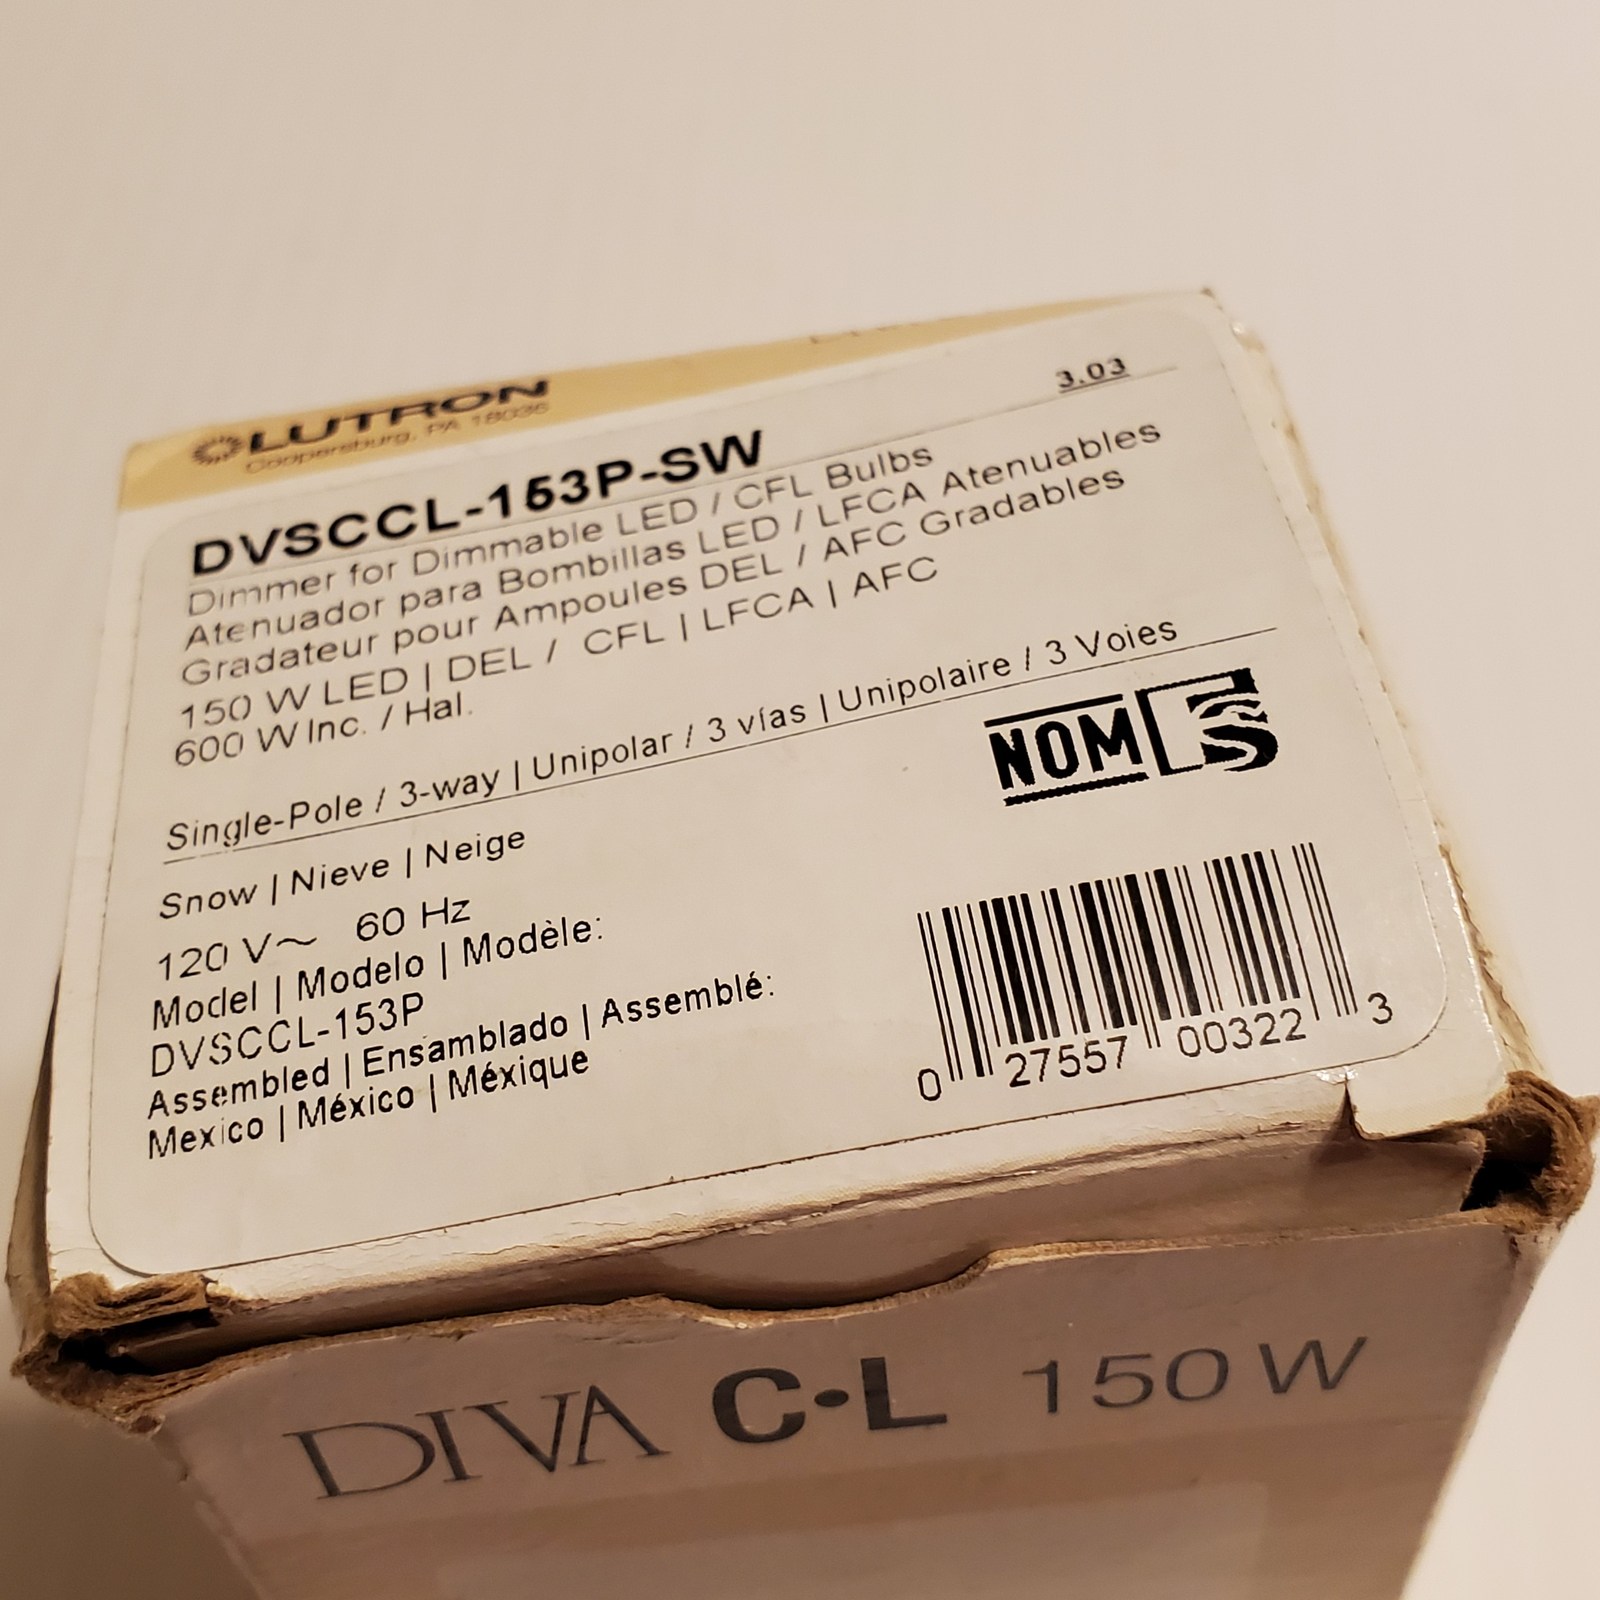 LUTRON
Coopersburg, PA 18036
3.03
DVSCCL-153P-SW
Dimmer for Dimmable LED / CFL Bulbs
Atenuador para Bombillas LED / LFCA Atenuables
Gradateur pour Ampoules DEL / AFC Gradables
150 W LED | DEL / CFL | LFCA | AFC
600 W Inc. / Hal.
Single-Pole / 3-way | Unipolar / 3 vías | Unipolaire / 3 Voies
NOM
Snow | Nieve | Neige
120 V~ 60 Hz
Model | Modelo | Modèle:
DVSCCL-153P
Assembled | Ensamblado | Assemblé:
Mexico | México | Méxique
0 27557 00322 3
DIVA C•L 150 W